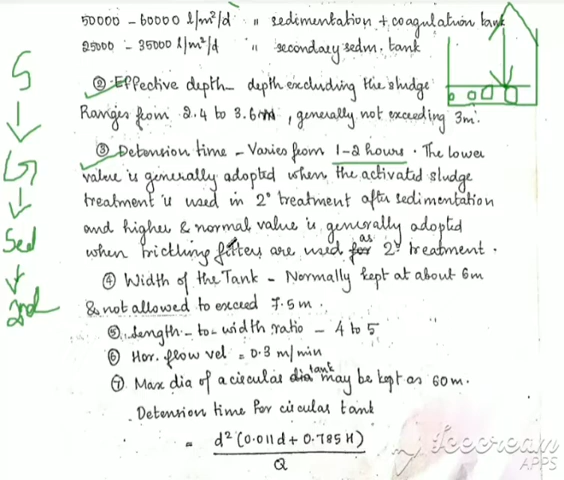 50000 – 60000 l/m²/d " sedimentation + coagulation tank
25000 – 35000 l/m²/d " secondary sedm. tank
② Effective depth – depth excluding the sludge
Ranges from 2.4 to 3.6m, generally not exceeding 3m.
③ Detension time – Varies from 1–2 hours. The lower
value is generally adopted when the activated sludge
treatment is used in 2° treatment after sedimentation
and higher & normal value is generally adopted
when trickling filters are used as 2° treatment.
④ Width of the Tank – Normally kept at about 6m
& not allowed to exceed 7.5m.
⑤ Length – to – width ratio – 4 to 5
⑥ Hor. flow vel = 0.3 m/min
⑦ Max dia of a circular tank may be kept as 60m.
Detension time for circular tank
= d² (0.011d + 0.785H)
Q
S
G
Sed
2nd
Icecream
APPS